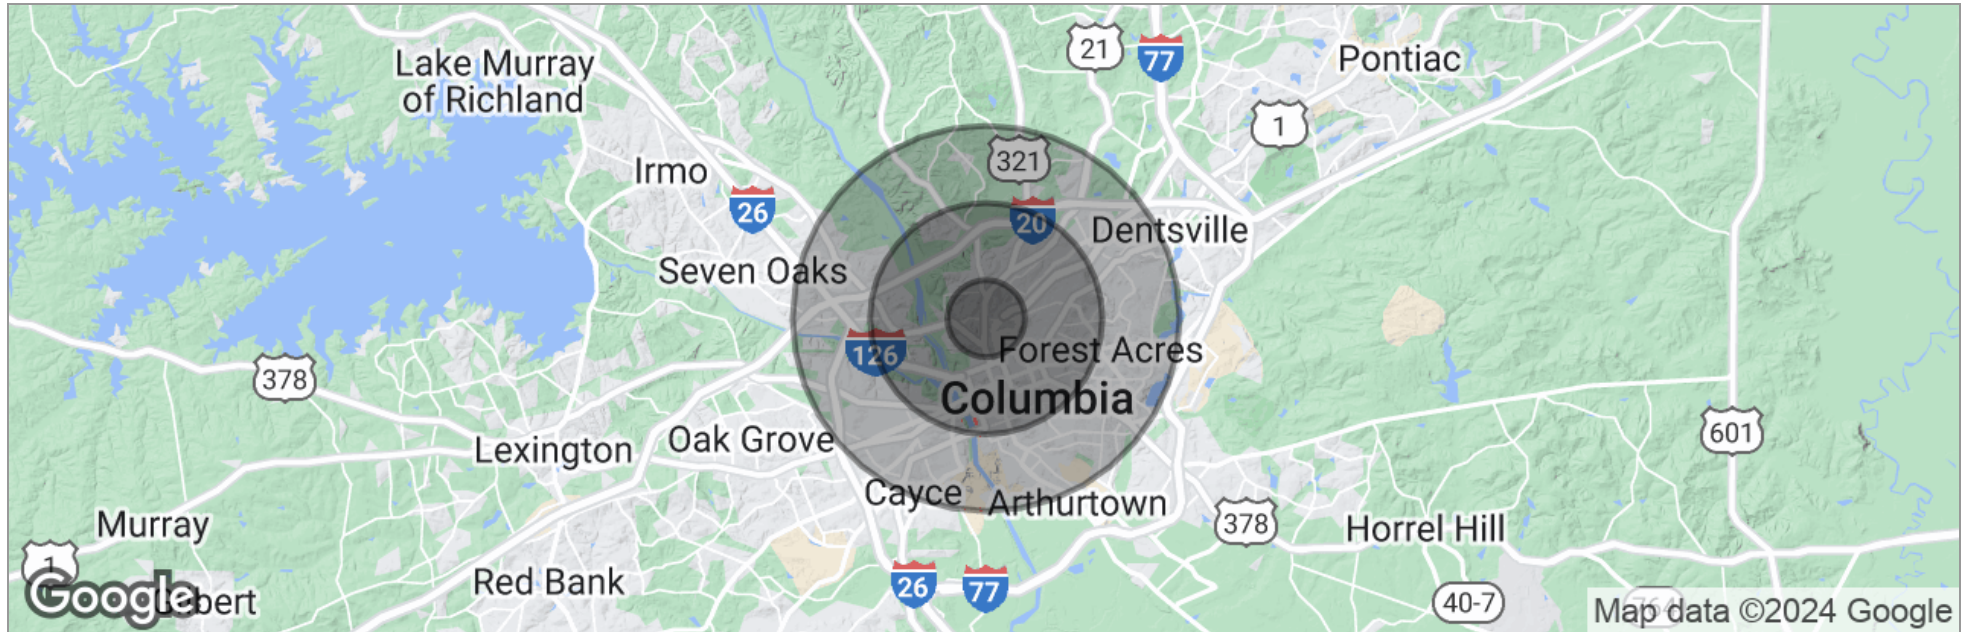 Lake Murray
of Richland
21
77
Pontiac
1
321
Irmo
26
20
Dentsville
Seven Oaks
126
Forest Acres
378
Columbia
601
Lexington
Oak Grove
Cayce
Arthurtown
378
Horrel Hill
Murray
1
Red Bank
26
77
40-7
764
Google
Map data ©2024 Google